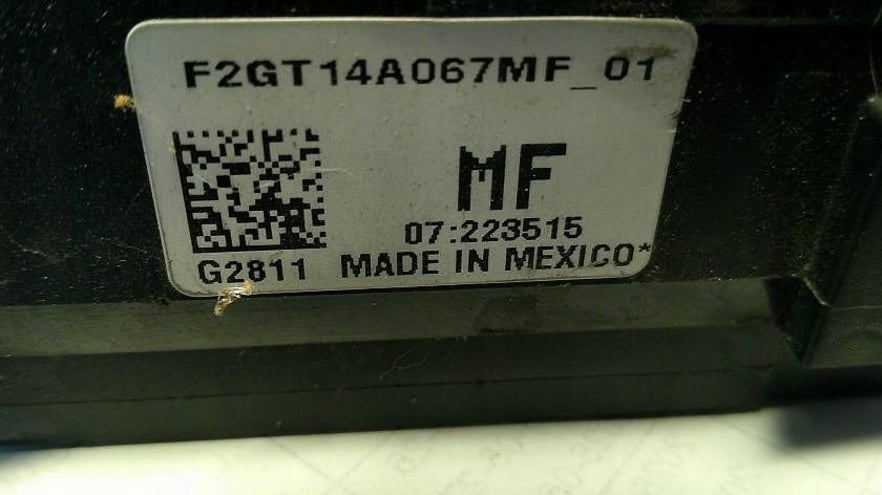 F2GT14A067MF_01
MF
07:223515
G2811 MADE IN MEXICO*